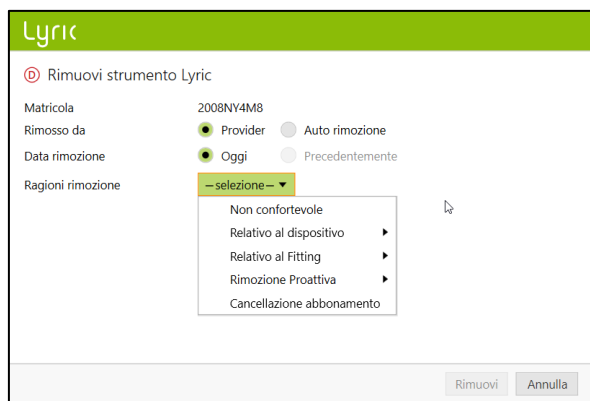 Lyric
D Rimuovi strumento Lyric
Matricola 2008NY4M8
Rimosso da Provider Auto rimozione
Data rimozione Oggi Precedentemente
Ragioni rimozione –selezione–
Non confortevole
Relativo al dispositivo
Relativo al Fitting
Rimozione Proattiva
Cancellazione abbonamento
Rimuovi Annulla